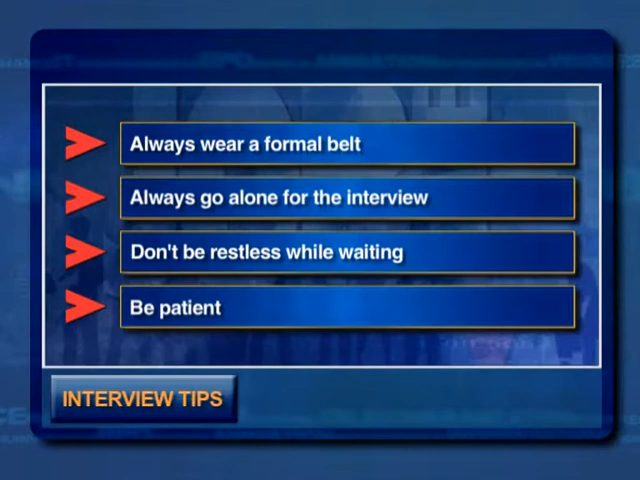 Always wear a formal belt
Always go alone for the interview
Don't be restless while waiting
Be patient
INTERVIEW TIPS